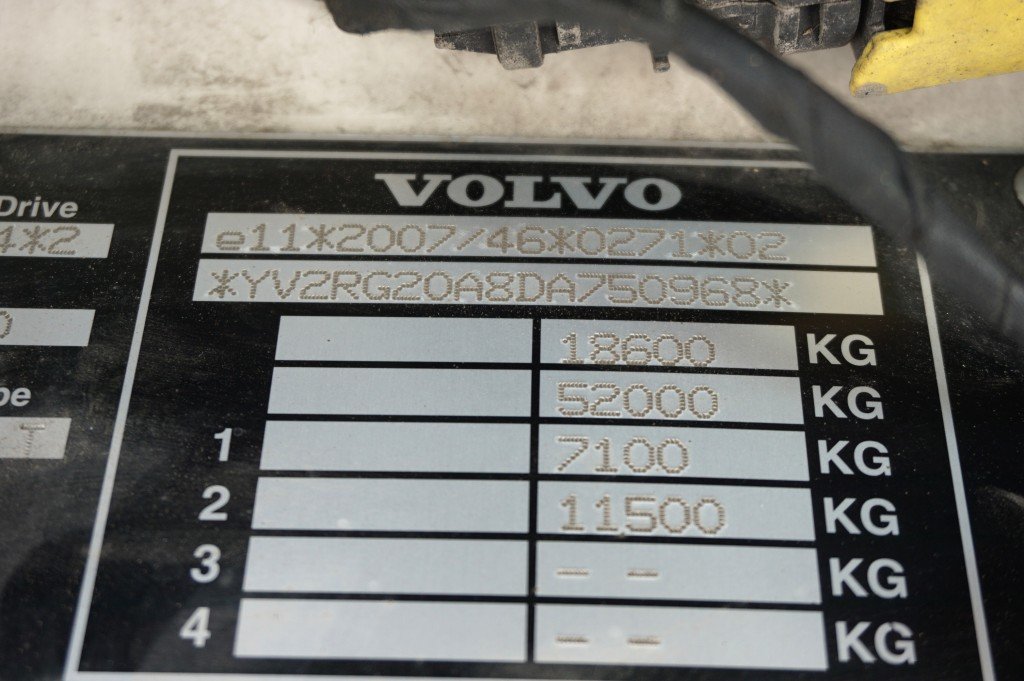 VOLVO
Drive
4*2
e11*2007/46*0271*02
*YV2RG20A8DA750968*
18600 KG
52000 KG
1 7100 KG
2 11500 KG
3 - - KG
4 - - KG
0
pe
T